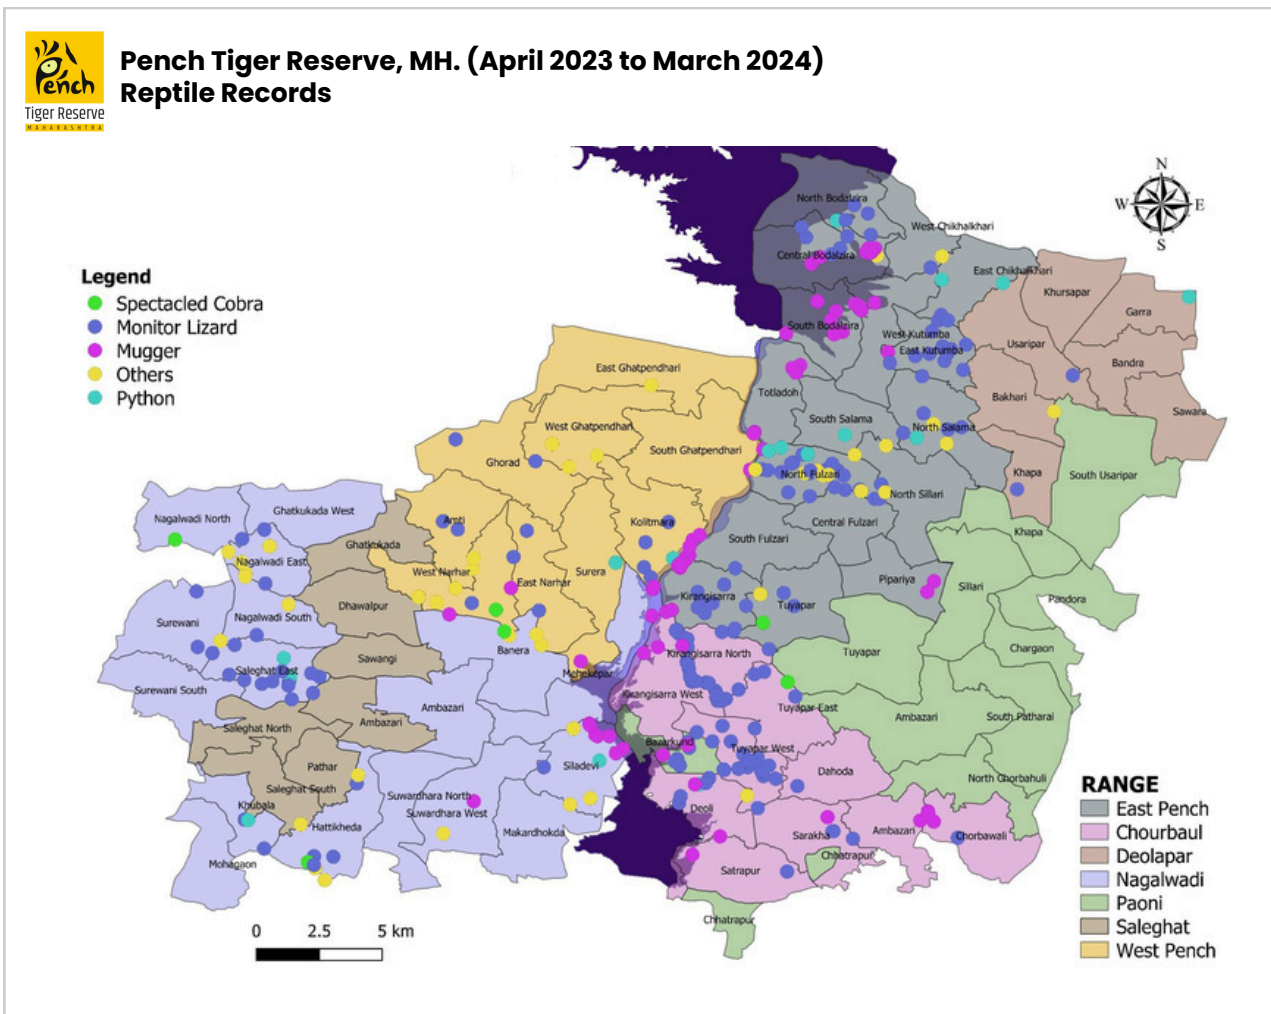 Pench
Tiger Reserve
MAHARASHTRA
Pench Tiger Reserve, MH. (April 2023 to March 2024)
Reptile Records
N
W
E
S
Legend
Spectacled Cobra
Monitor Lizard
Mugger
Others
Python
North Bodalzira
West Chikhalkhari
Central Bodalzira
East Chikhalkhari
Khursapar
Garra
South Bodalzira
West Kutumba
East Kutumba
Usaripar
Bandra
East Ghatpendhari
Totladoh
Bakhari
Sawara
South Salama
North Salama
West Ghatpendhari
South Ghatpendhari
Ghorad
North Fulzari
Khapa
South Usaripar
North Sillari
Nagalwadi North
Ghatkukada West
Amti
Kolitmara
Central Fulzari
South Fulzari
Khapa
Ghatkukada
Nagalwadi East
West Narhar
East Narhar
Surera
Pipariya
Sillari
Pandora
Kirangisarra
Tuyapar
Dhawalpur
Nagalwadi South
Surewani
Banera
Kirangisarra North
Tuyapar
Chargaon
Sawangi
Saleghat East
Mehekepar
Surewani South
Kirangisarra West
Tuyapar East
Ambazari
Ambazari
Ambazari
South Patharai
Saleghat North
Bazarkund
Tuyapar West
Pathar
Siladevi
Dahoda
North Chorbahuli
Saleghat South
Suwardhara North
Suwardhara West
Khubala
Hattikheda
Makardhokda
Deoli
Sarakha
Ambazari
Chorbawali
Mohagaon
Satrapur
Chhatrapur
Chhatrapur
RANGE
East Pench
Chourbaul
Deolapar
Nagalwadi
Paoni
Saleghat
West Pench
0 2.5 5 km